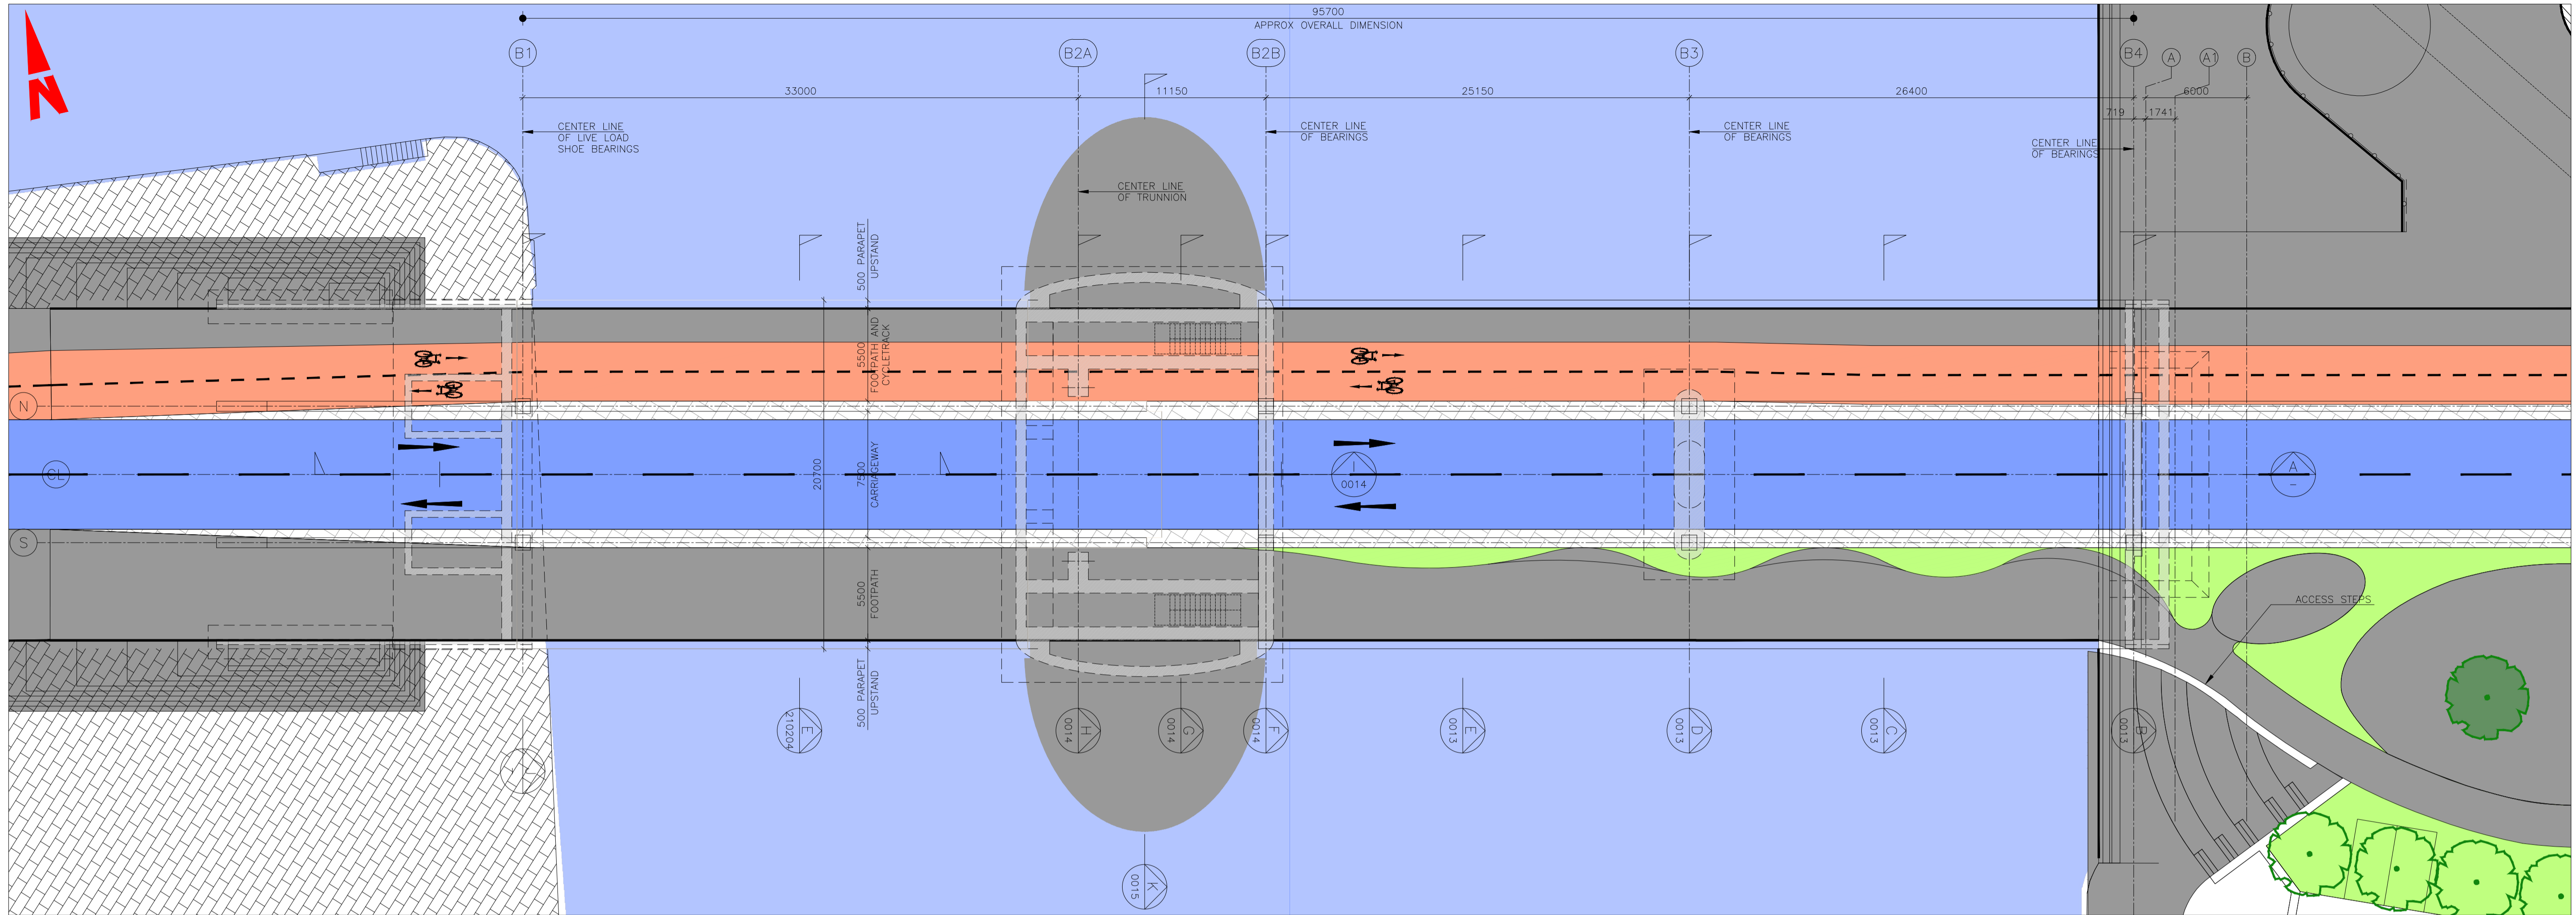 95700
APPROX OVERALL DIMENSION
B1
B2A
B2B
B3
B4
A
A1
B
33000
11150
25150
26400
6000
719
1741
N
CENTER LINE
OF LIVE LOAD
SHOE BEARINGS
CENTER LINE
OF BEARINGS
CENTER LINE
OF BEARINGS
CENTER LINE
OF BEARINGS
CENTER LINE
OF TRUNNION
500 PARAPET
UPSTAND
5500
FOOTPATH AND
CYCLETRACK
N
CL
20700
7500
CARRIAGEWAY
I
0014
A
-
S
5500
FOOTPATH
ACCESS STEPS
500 PARAPET
UPSTAND
E
210204
H
0014
G
0014
F
0014
E
0013
D
0013
C
0013
B
0013
K
0015